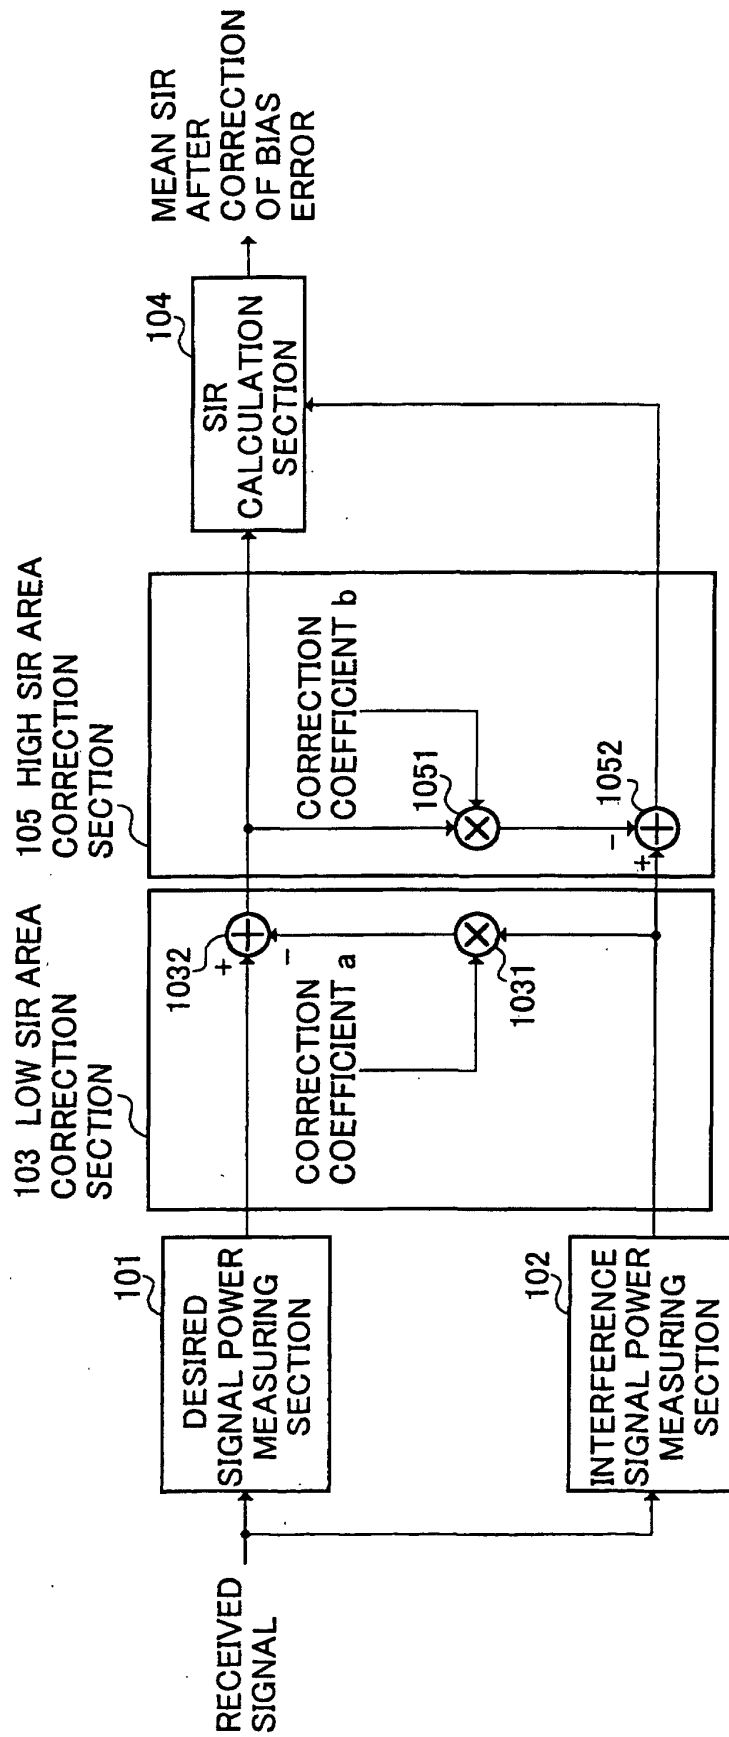 RECEIVED
SIGNAL
101
DESIRED
SIGNAL POWER
MEASURING
SECTION
102
INTERFERENCE
SIGNAL POWER
MEASURING
SECTION
103 LOW SIR AREA
CORRECTION
SECTION
1032
+
-
CORRECTION
COEFFICIENT a
1031
105 HIGH SIR AREA
CORRECTION
SECTION
CORRECTION
COEFFICIENT b
1051
1052
-
+
104
SIR
CALCULATION
SECTION
MEAN SIR
AFTER
CORRECTION
OF BIAS
ERROR